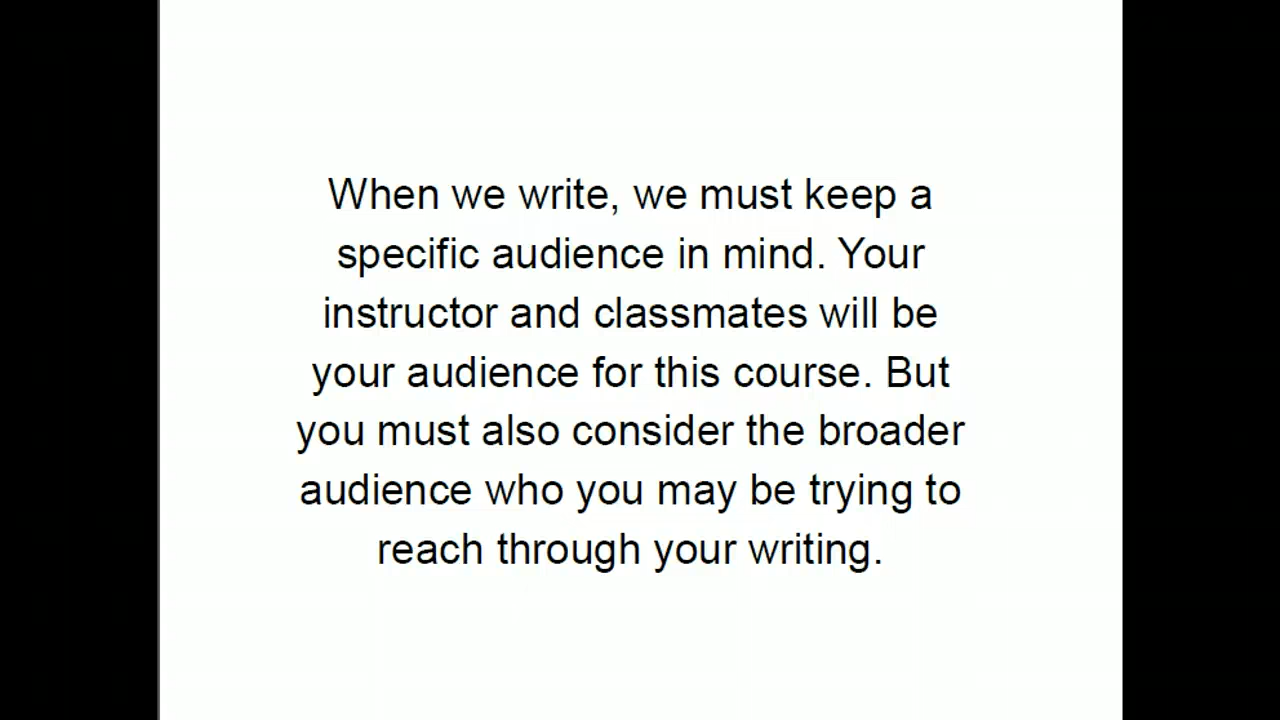 When we write, we must keep a
specific audience in mind. Your
instructor and classmates will be
your audience for this course. But
you must also consider the broader
audience who you may be trying to
reach through your writing.